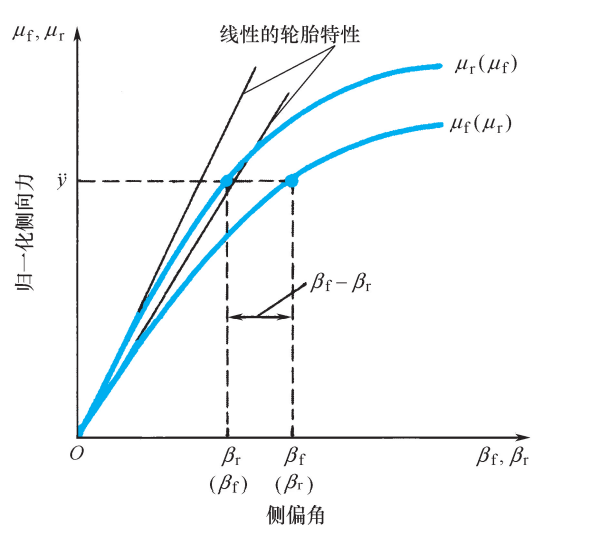 μf, μr
线性的轮胎特性
μr(μf)
μf(μr)
ÿ
归一化侧向力
βf－βr
O
βr
βf
βf, βr
(βf)
(βr)
侧偏角